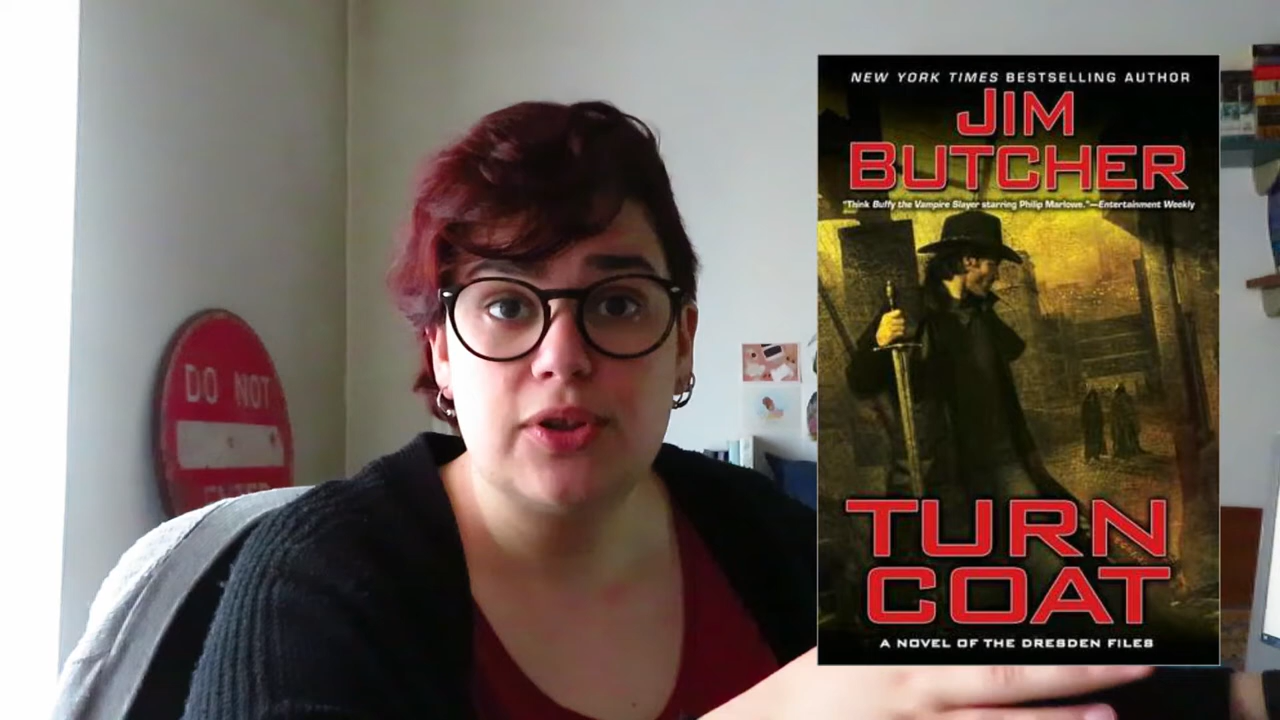 DO NOT
ENTER
NEW YORK TIMES BESTSELLING AUTHOR
JIM
BUTCHER
"Think Buffy the Vampire Slayer starring Philip Marlowe."—Entertainment Weekly
TURN
COAT
A NOVEL OF THE DRESDEN FILES